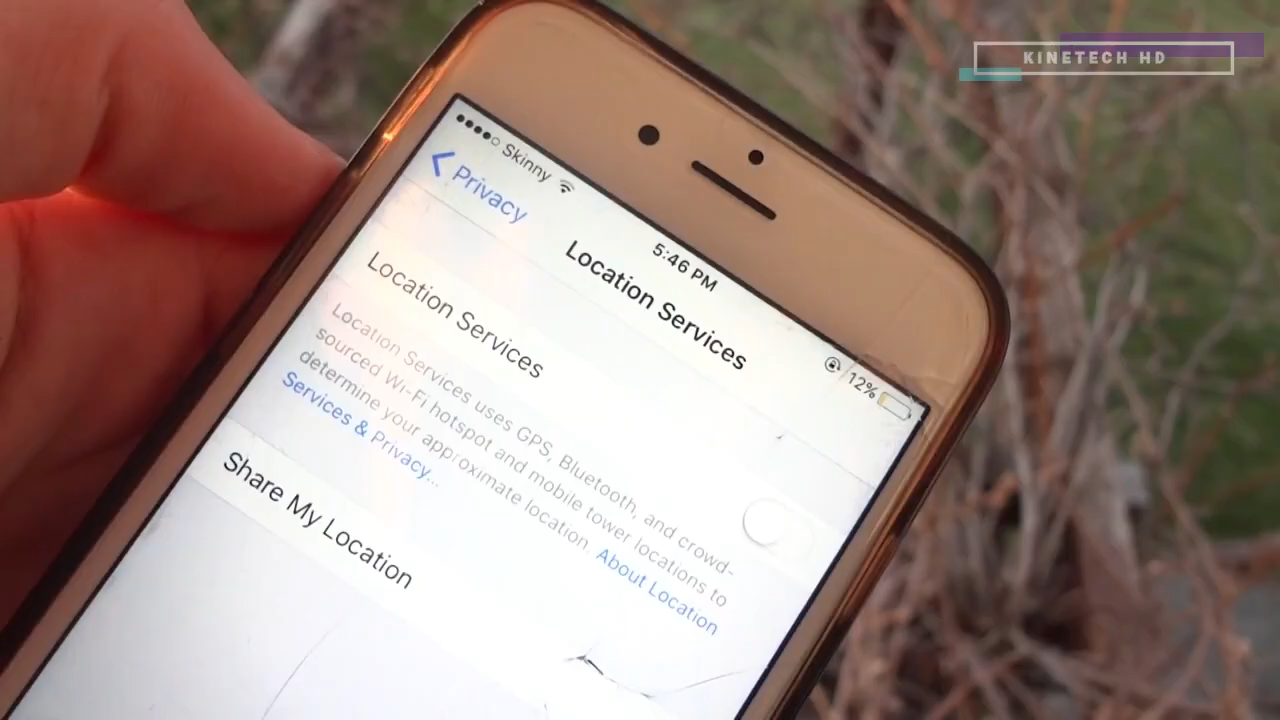 KINETECH HD
Skinny
5:46 PM
12%
Privacy
Location Services
Location Services
Location Services uses GPS, Bluetooth, and crowd-
sourced Wi-Fi hotspot and mobile tower locations to
determine your approximate location. About Location
Services & Privacy...
Share My Location